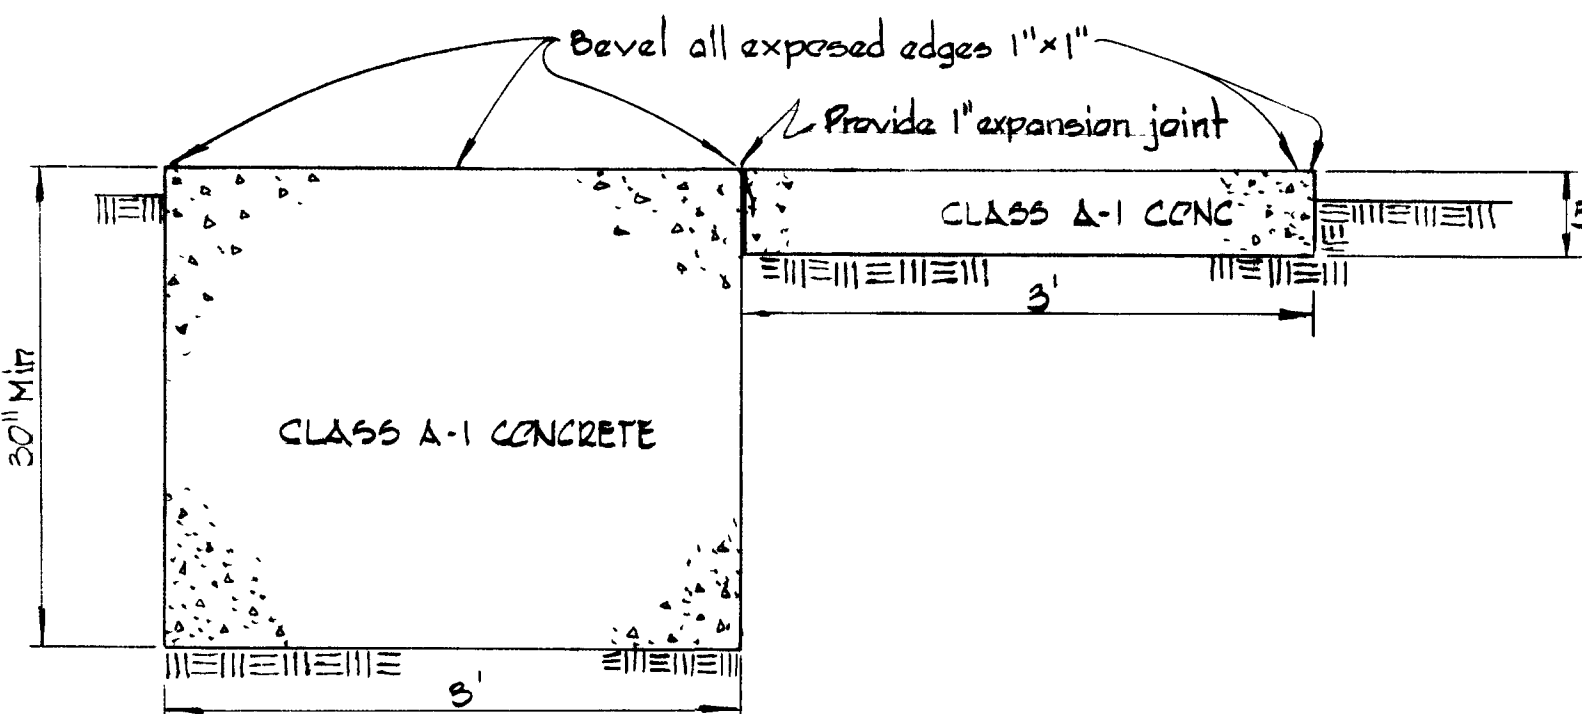 Bevel all exposed edges 1"x1"
Provide 1" expansion joint
CLASS A-1 CONC
3'
30" Min
CLASS A-1 CONCRETE
3'